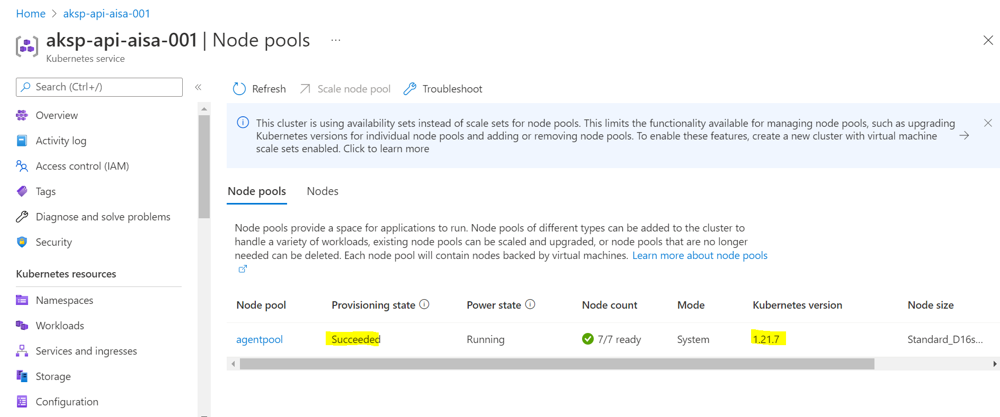 Home > aksp-api-aisa-001
aksp-api-aisa-001 | Node pools ...
Kubernetes service
Search (Ctrl+/)
«
Overview
Activity log
Access control (IAM)
Tags
Diagnose and solve problems
Security
Kubernetes resources
Namespaces
Workloads
Services and ingresses
Storage
Configuration
Refresh
Scale node pool
Troubleshoot
This cluster is using availability sets instead of scale sets for node pools. This limits the functionality available for managing node pools, such as upgrading
Kubernetes versions for individual node pools and adding or removing node pools. To enable these features, create a new cluster with virtual machine
scale sets enabled. Click to learn more
Node pools
Nodes
Node pools provide a space for applications to run. Node pools of different types can be added to the cluster to
handle a variety of workloads, existing node pools can be scaled and upgraded, or node pools that are no longer
needed can be deleted. Each node pool will contain nodes backed by virtual machines. Learn more about node pools
Node pool Provisioning state Power state Node count Mode Kubernetes version Node size
agentpool Succeeded Running 7/7 ready System 1.21.7 Standard_D16s...